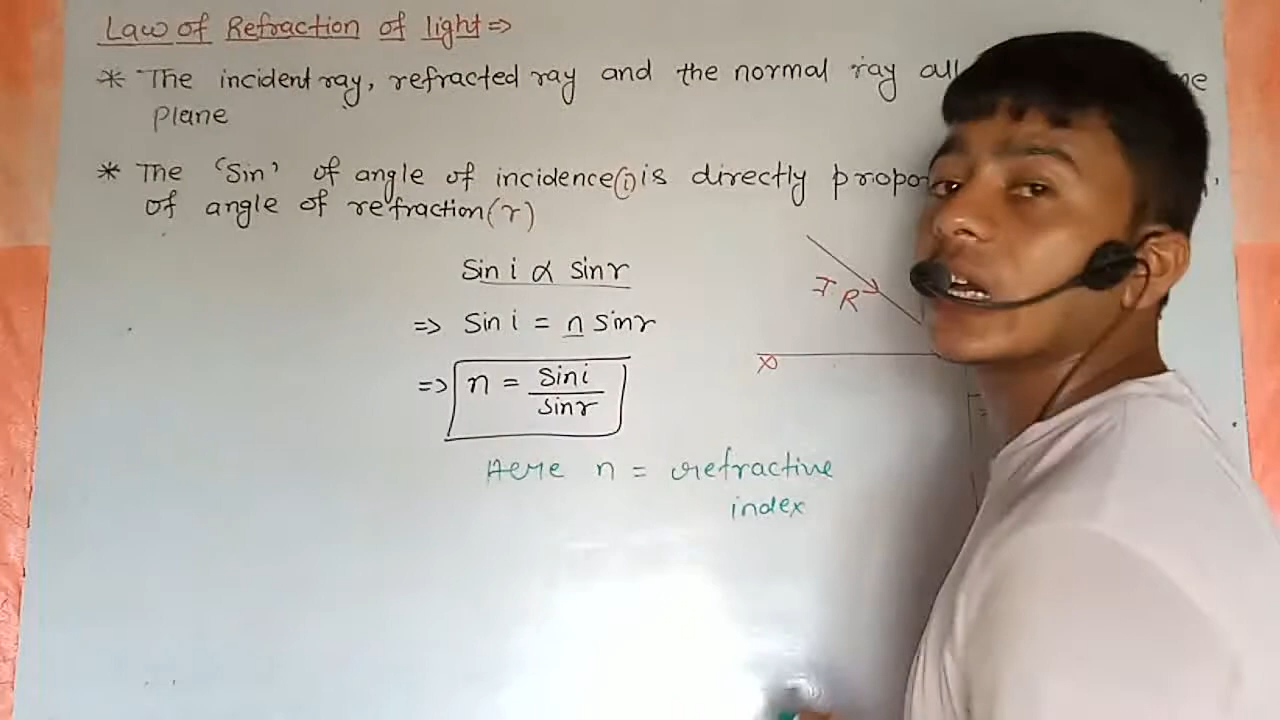 Law of Refraction of light ⇒
* The incident ray, refracted ray and the normal ray all
plane
* The 'Sin' of angle of incidence(i) is directly
of angle of refraction(r)
Sin i ∝ sin r
⇒ Sin i = n sin r
I R
⇒ n = Sin i / sin r
X
Here n = refractive
index